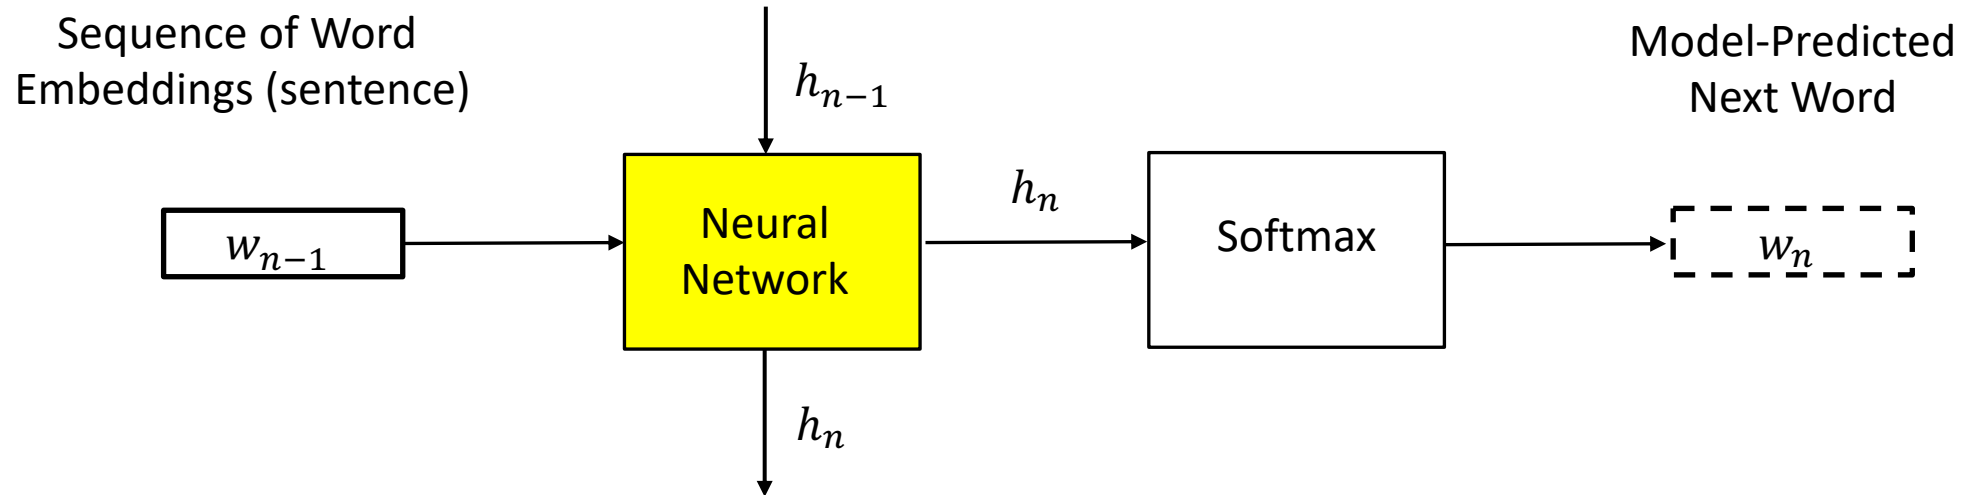 Sequence of Word
Embeddings (sentence)
h_{n−1}
Model-Predicted
Next Word
w_{n−1}
Neural
Network
h_n
Softmax
w_n
h_n